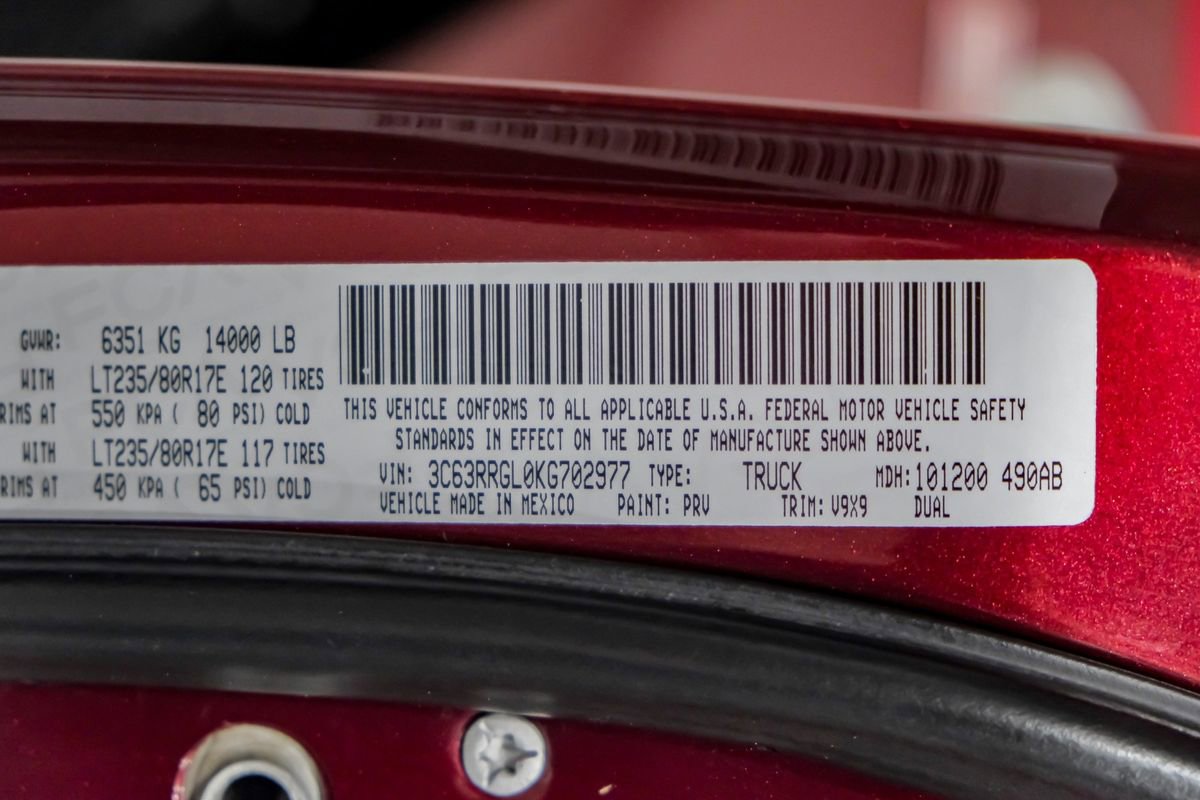 GVWR: 6351 KG 14000 LB
WITH LT235/80R17E 120 TIRES
RIMS AT 550 KPA ( 80 PSI) COLD
WITH LT235/80R17E 117 TIRES
RIMS AT 450 KPA ( 65 PSI) COLD
THIS VEHICLE CONFORMS TO ALL APPLICABLE U.S.A. FEDERAL MOTOR VEHICLE SAFETY
STANDARDS IN EFFECT ON THE DATE OF MANUFACTURE SHOWN ABOVE.
VIN: 3C63RRGL0KG702977 TYPE: TRUCK MDH: 101200 490AB
VEHICLE MADE IN MEXICO PAINT: PRV TRIM: V9X9 DUAL